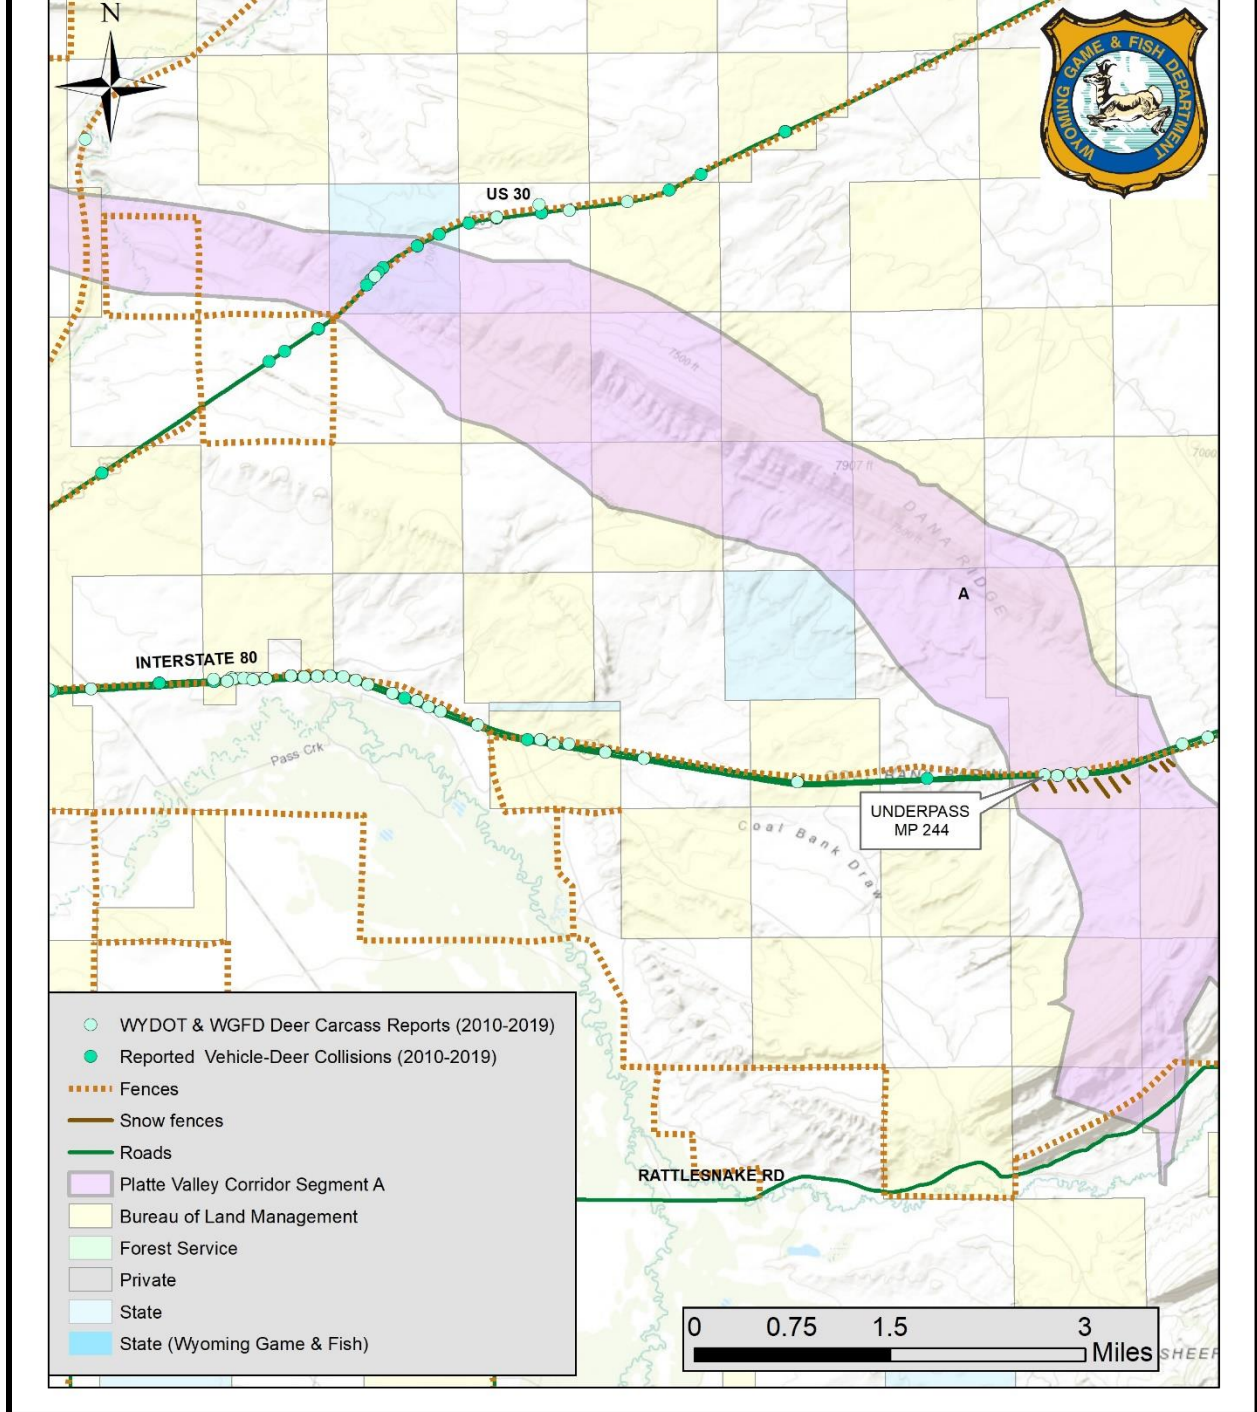 N
WYOMING GAME & FISH DEPARTMENT
US 30
7500 ft
7907 ft
7000
DANA RIDGE
A
INTERSTATE 80
Pass Crk
BAN
UNDERPASS
MP 244
Coal Bank Draw
WYDOT & WGFD Deer Carcass Reports (2010-2019)
Reported Vehicle-Deer Collisions (2010-2019)
Fences
Snow fences
Roads
Platte Valley Corridor Segment A
Bureau of Land Management
Forest Service
Private
State
State (Wyoming Game & Fish)
RATTLESNAKE RD
0 0.75 1.5 3
Miles
SHEEP